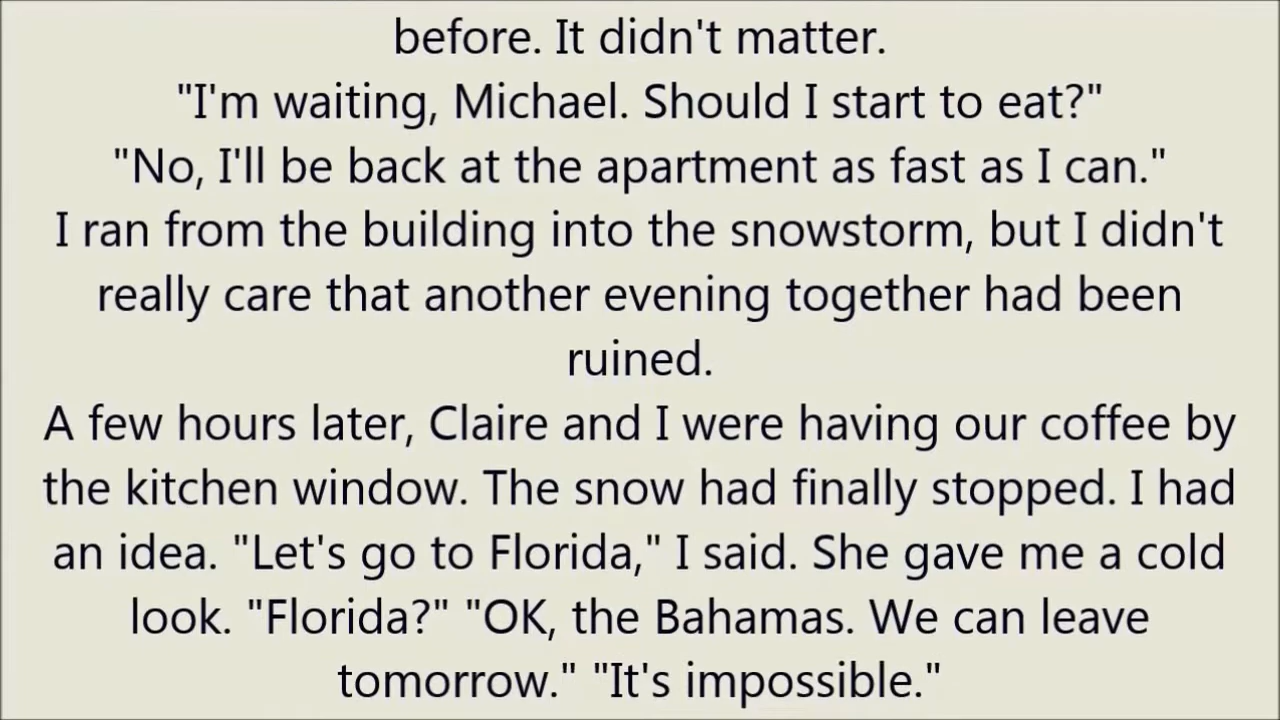 before. It didn't matter.
"I'm waiting, Michael. Should I start to eat?"
"No, I'll be back at the apartment as fast as I can."
I ran from the building into the snowstorm, but I didn't
really care that another evening together had been
ruined.
A few hours later, Claire and I were having our coffee by
the kitchen window. The snow had finally stopped. I had
an idea. "Let's go to Florida," I said. She gave me a cold
look. "Florida?" "OK, the Bahamas. We can leave
tomorrow." "It's impossible."